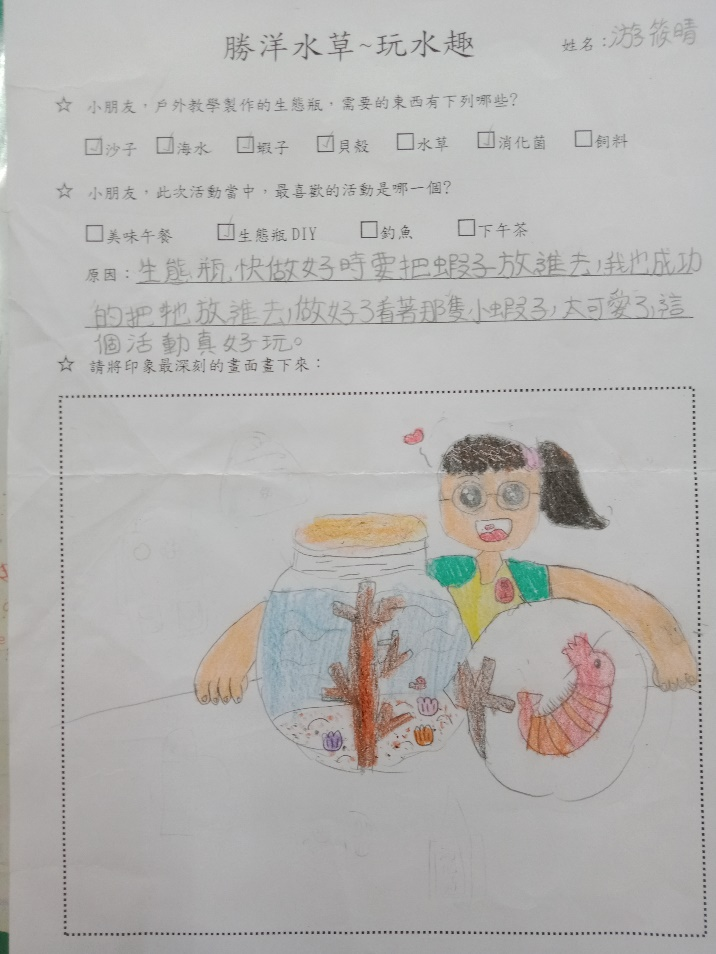 勝洋水草~玩水趣
姓名：游筱晴
☆ 小朋友，戶外教學製作的生態瓶，需要的東西有下列哪些？
☑沙子 ☑海水 ☑蝦子 ☑貝殼 □水草 ☑消化菌 □飼料
☆ 小朋友，此次活動當中，最喜歡的活動是哪一個？
□美味午餐 ☑生態瓶DIY □釣魚 □下午茶
原因：生態瓶快做好時要把蝦子放進去，我也成功
的把牠放進去，做好了看著那隻小蝦子，太可愛了，這
個活動真好玩。
☆ 請將印象最深刻的畫面畫下來：